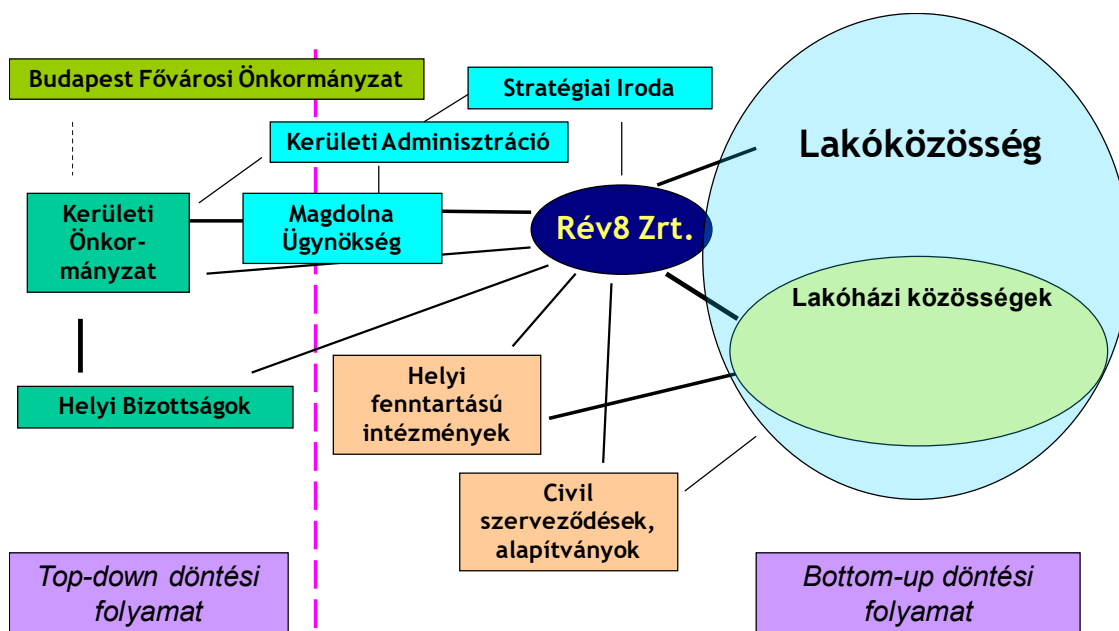 Budapest Fővárosi Önkormányzat
Stratégiai Iroda
Kerületi Adminisztráció
Lakóközösség
Kerületi
Önkor-
mányzat
Magdolna
Ügynökség
Rév8 Zrt.
Lakóházi közösségek
Helyi Bizottságok
Helyi
fenntartású
intézmények
Civil
szerveződések,
alapítványok
Top-down döntési
folyamat
Bottom-up döntési
folyamat